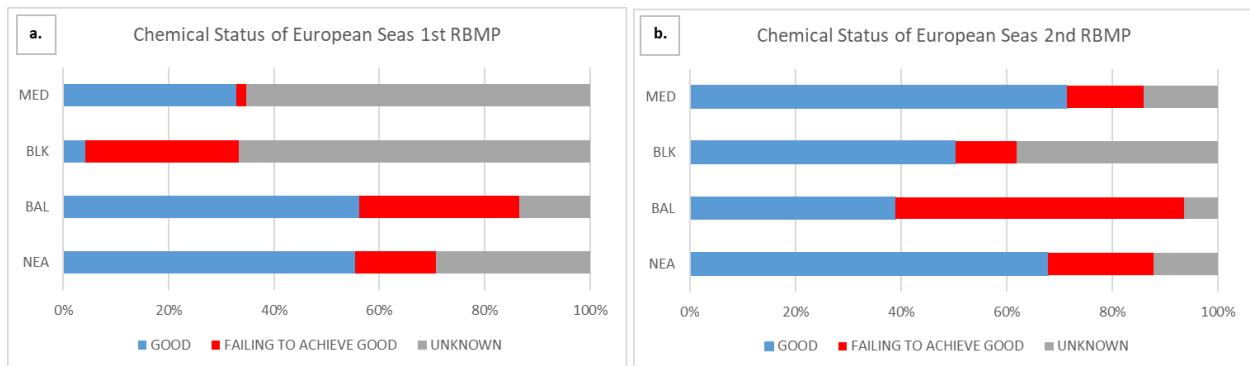 a.
Chemical Status of European Seas 1st RBMP
MED
BLK
BAL
NEA
0% 20% 40% 60% 80% 100%
GOOD FAILING TO ACHIEVE GOOD UNKNOWN
b.
Chemical Status of European Seas 2nd RBMP
MED
BLK
BAL
NEA
0% 20% 40% 60% 80% 100%
GOOD FAILING TO ACHIEVE GOOD UNKNOWN